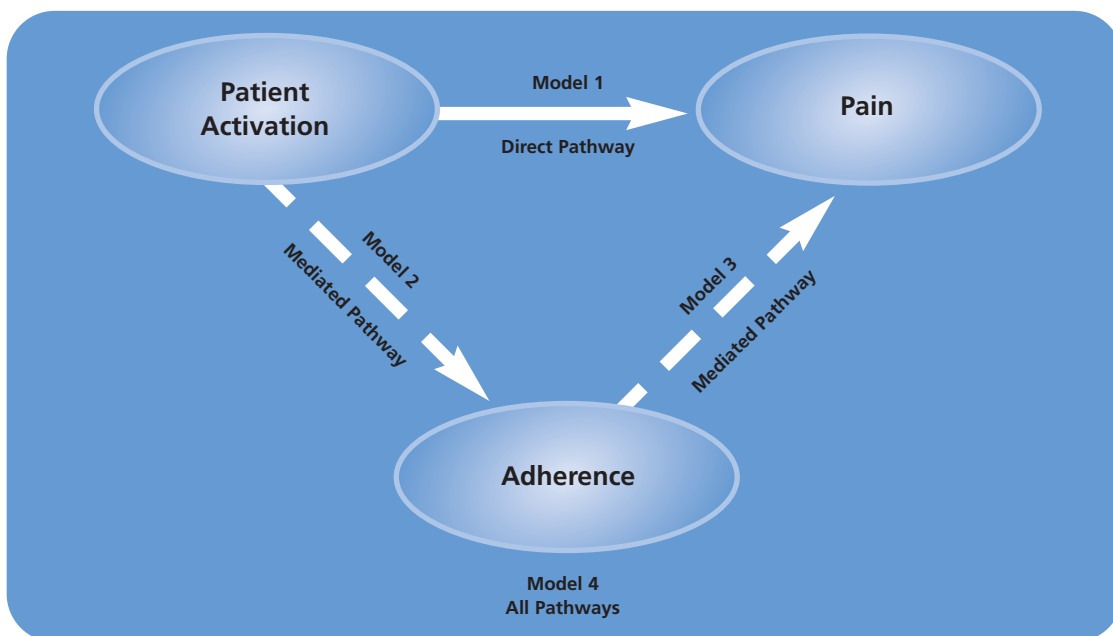 Patient
Activation
Model 1
Direct Pathway
Pain
Model 2
Mediated Pathway
Model 3
Mediated Pathway
Adherence
Model 4
All Pathways